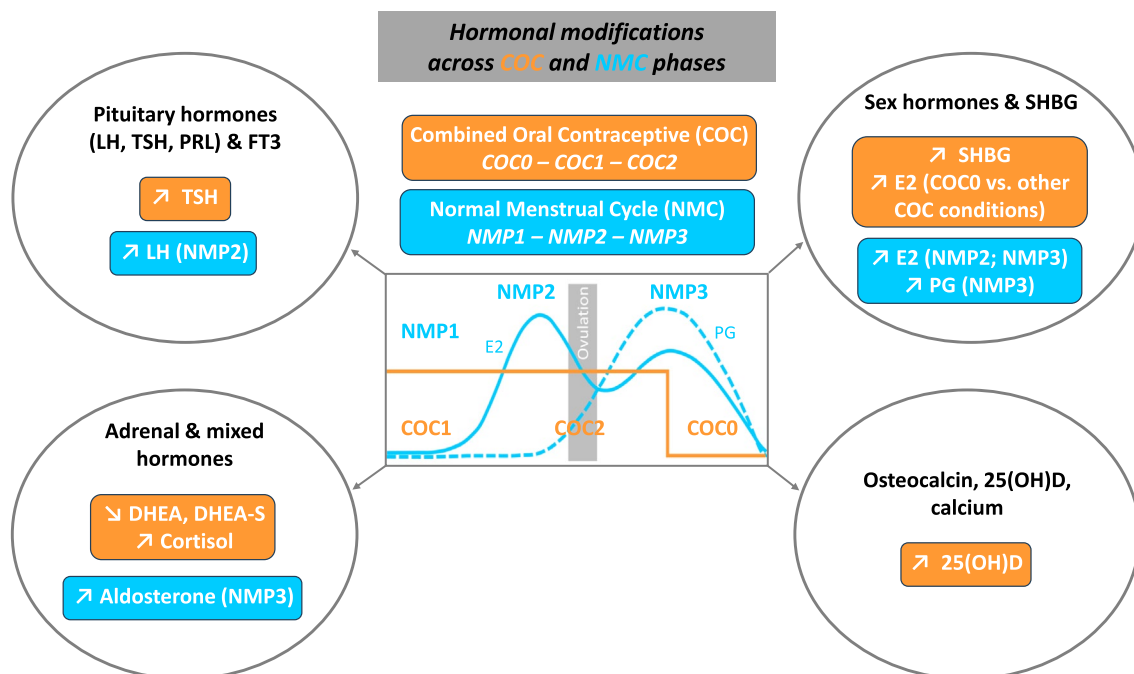 Hormonal modifications
across COC and NMC phases
Pituitary hormones
(LH, TSH, PRL) & FT3
↗ TSH
↗ LH (NMP2)
Combined Oral Contraceptive (COC)
COC0 – COC1 – COC2
Normal Menstrual Cycle (NMC)
NMP1 – NMP2 – NMP3
Sex hormones & SHBG
↗ SHBG
↗ E2 (COC0 vs. other
COC conditions)
↗ E2 (NMP2; NMP3)
↗ PG (NMP3)
NMP2
NMP3
NMP1
E2
Ovulation
PG
COC1
COC2
COC0
Adrenal & mixed
hormones
↘ DHEA, DHEA-S
↗ Cortisol
↗ Aldosterone (NMP3)
Osteocalcin, 25(OH)D,
calcium
↗ 25(OH)D